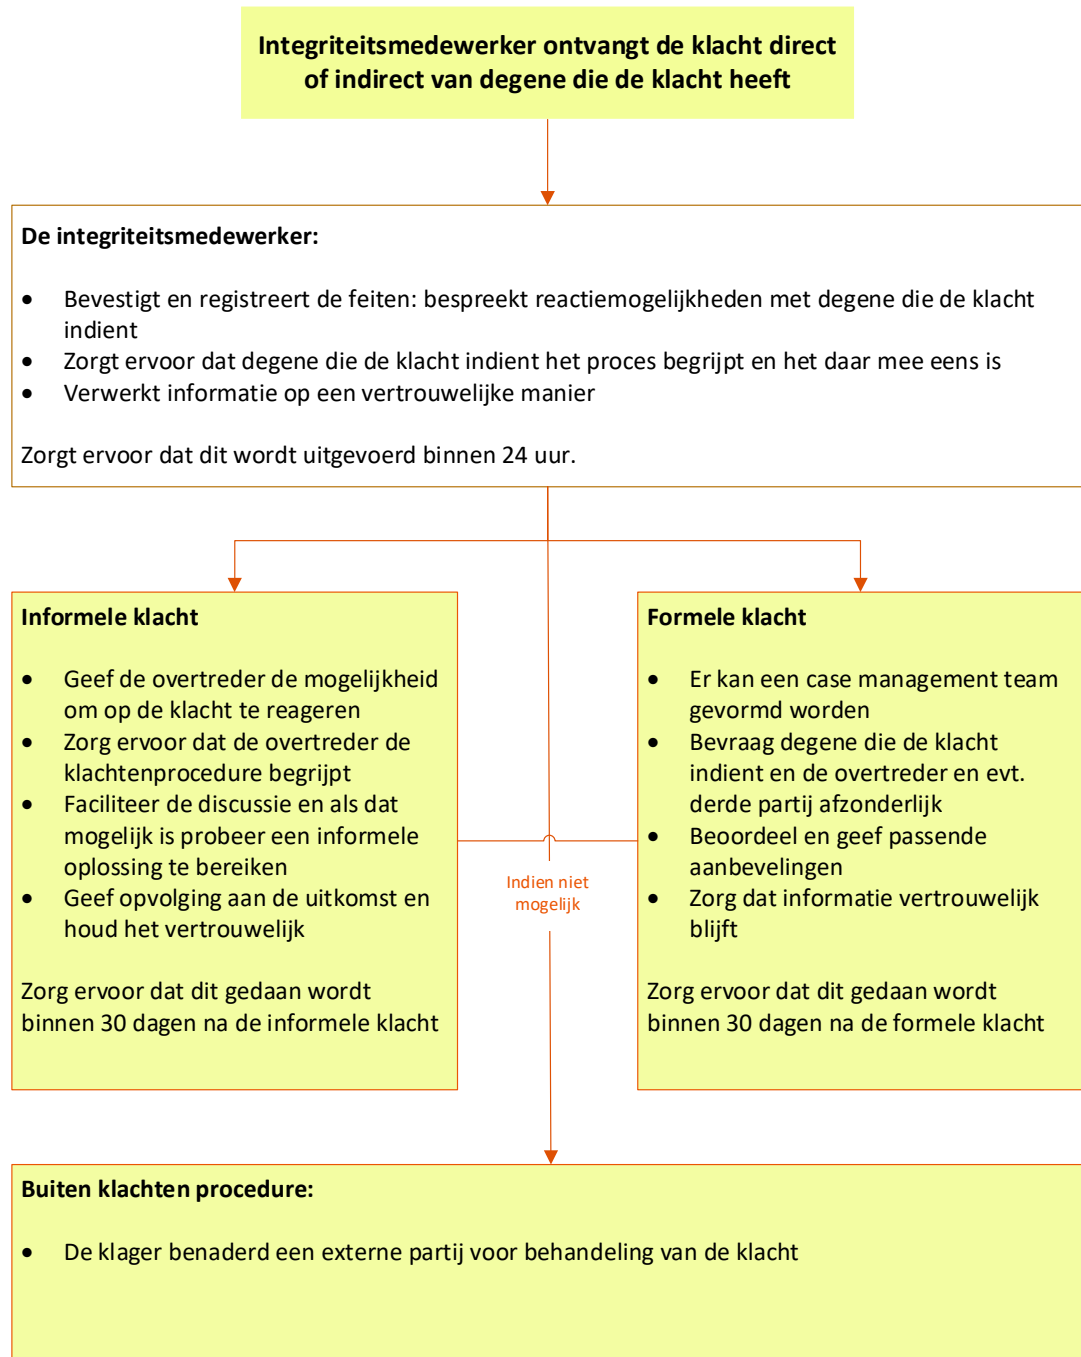 Integriteitsmedewerker ontvangt de klacht direct
of indirect van degene die de klacht heeft
De integriteitsmedewerker:
• Bevestigt en registreert de feiten: bespreekt reactiemogelijkheden met degene die de klacht
indient
• Zorgt ervoor dat degene die de klacht indient het proces begrijpt en het daar mee eens is
• Verwerkt informatie op een vertrouwelijke manier
Zorgt ervoor dat dit wordt uitgevoerd binnen 24 uur.
Informele klacht
• Geef de overtreder de mogelijkheid
om op de klacht te reageren
• Zorg ervoor dat de overtreder de
klachtenprocedure begrijpt
• Faciliteer de discussie en als dat
mogelijk is probeer een informele
oplossing te bereiken
• Geef opvolging aan de uitkomst en
houd het vertrouwelijk
Zorg ervoor dat dit gedaan wordt
binnen 30 dagen na de informele klacht
Indien niet
mogelijk
Formele klacht
• Er kan een case management team
gevormd worden
• Bevraag degene die de klacht
indient en de overtreder en evt.
derde partij afzonderlijk
• Beoordeel en geef passende
aanbevelingen
• Zorg dat informatie vertrouwelijk
blijft
Zorg ervoor dat dit gedaan wordt
binnen 30 dagen na de formele klacht
Buiten klachten procedure:
• De klager benaderd een externe partij voor behandeling van de klacht